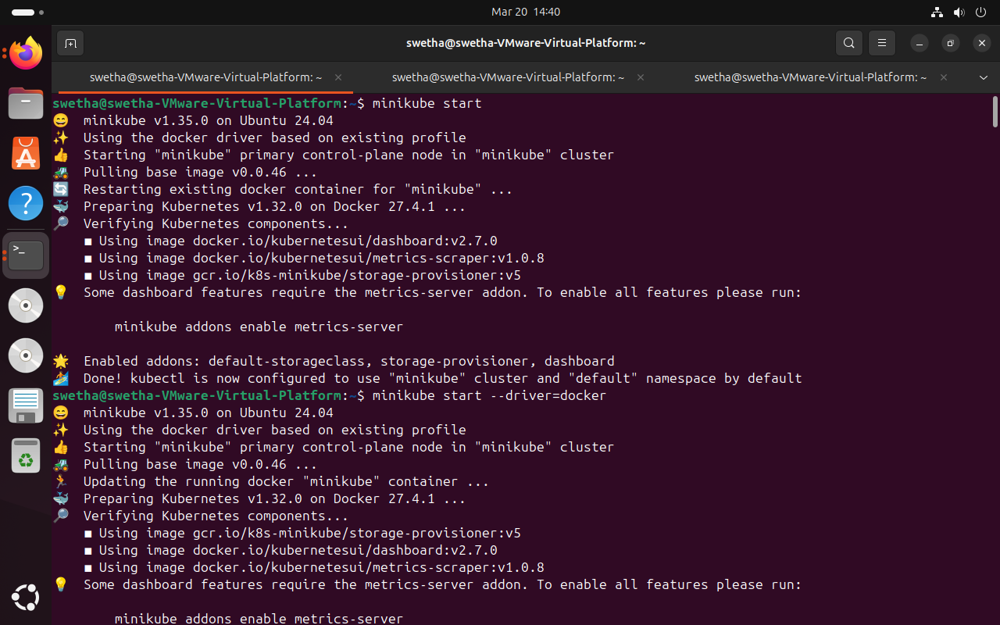 Mar 20 14:40
swetha@swetha-VMware-Virtual-Platform: ~
swetha@swetha-VMware-Virtual-Platform: ~
swetha@swetha-VMware-Virtual-Platform: ~
swetha@swetha-VMware-Virtual-Platform: ~
swetha@swetha-VMware-Virtual-Platform:~$ minikube start
😄 minikube v1.35.0 on Ubuntu 24.04
✨ Using the docker driver based on existing profile
👍 Starting "minikube" primary control-plane node in "minikube" cluster
🚜 Pulling base image v0.0.46 ...
🔄 Restarting existing docker container for "minikube" ...
🐳 Preparing Kubernetes v1.32.0 on Docker 27.4.1 ...
🔎 Verifying Kubernetes components...
■ Using image docker.io/kubernetesui/dashboard:v2.7.0
■ Using image docker.io/kubernetesui/metrics-scraper:v1.0.8
■ Using image gcr.io/k8s-minikube/storage-provisioner:v5
💡 Some dashboard features require the metrics-server addon. To enable all features please run:
minikube addons enable metrics-server
🌟 Enabled addons: default-storageclass, storage-provisioner, dashboard
🏄 Done! kubectl is now configured to use "minikube" cluster and "default" namespace by default
swetha@swetha-VMware-Virtual-Platform:~$ minikube start --driver=docker
😄 minikube v1.35.0 on Ubuntu 24.04
✨ Using the docker driver based on existing profile
👍 Starting "minikube" primary control-plane node in "minikube" cluster
🚜 Pulling base image v0.0.46 ...
🏃 Updating the running docker "minikube" container ...
🐳 Preparing Kubernetes v1.32.0 on Docker 27.4.1 ...
🔎 Verifying Kubernetes components...
■ Using image gcr.io/k8s-minikube/storage-provisioner:v5
■ Using image docker.io/kubernetesui/dashboard:v2.7.0
■ Using image docker.io/kubernetesui/metrics-scraper:v1.0.8
💡 Some dashboard features require the metrics-server addon. To enable all features please run:
minikube addons enable metrics-server